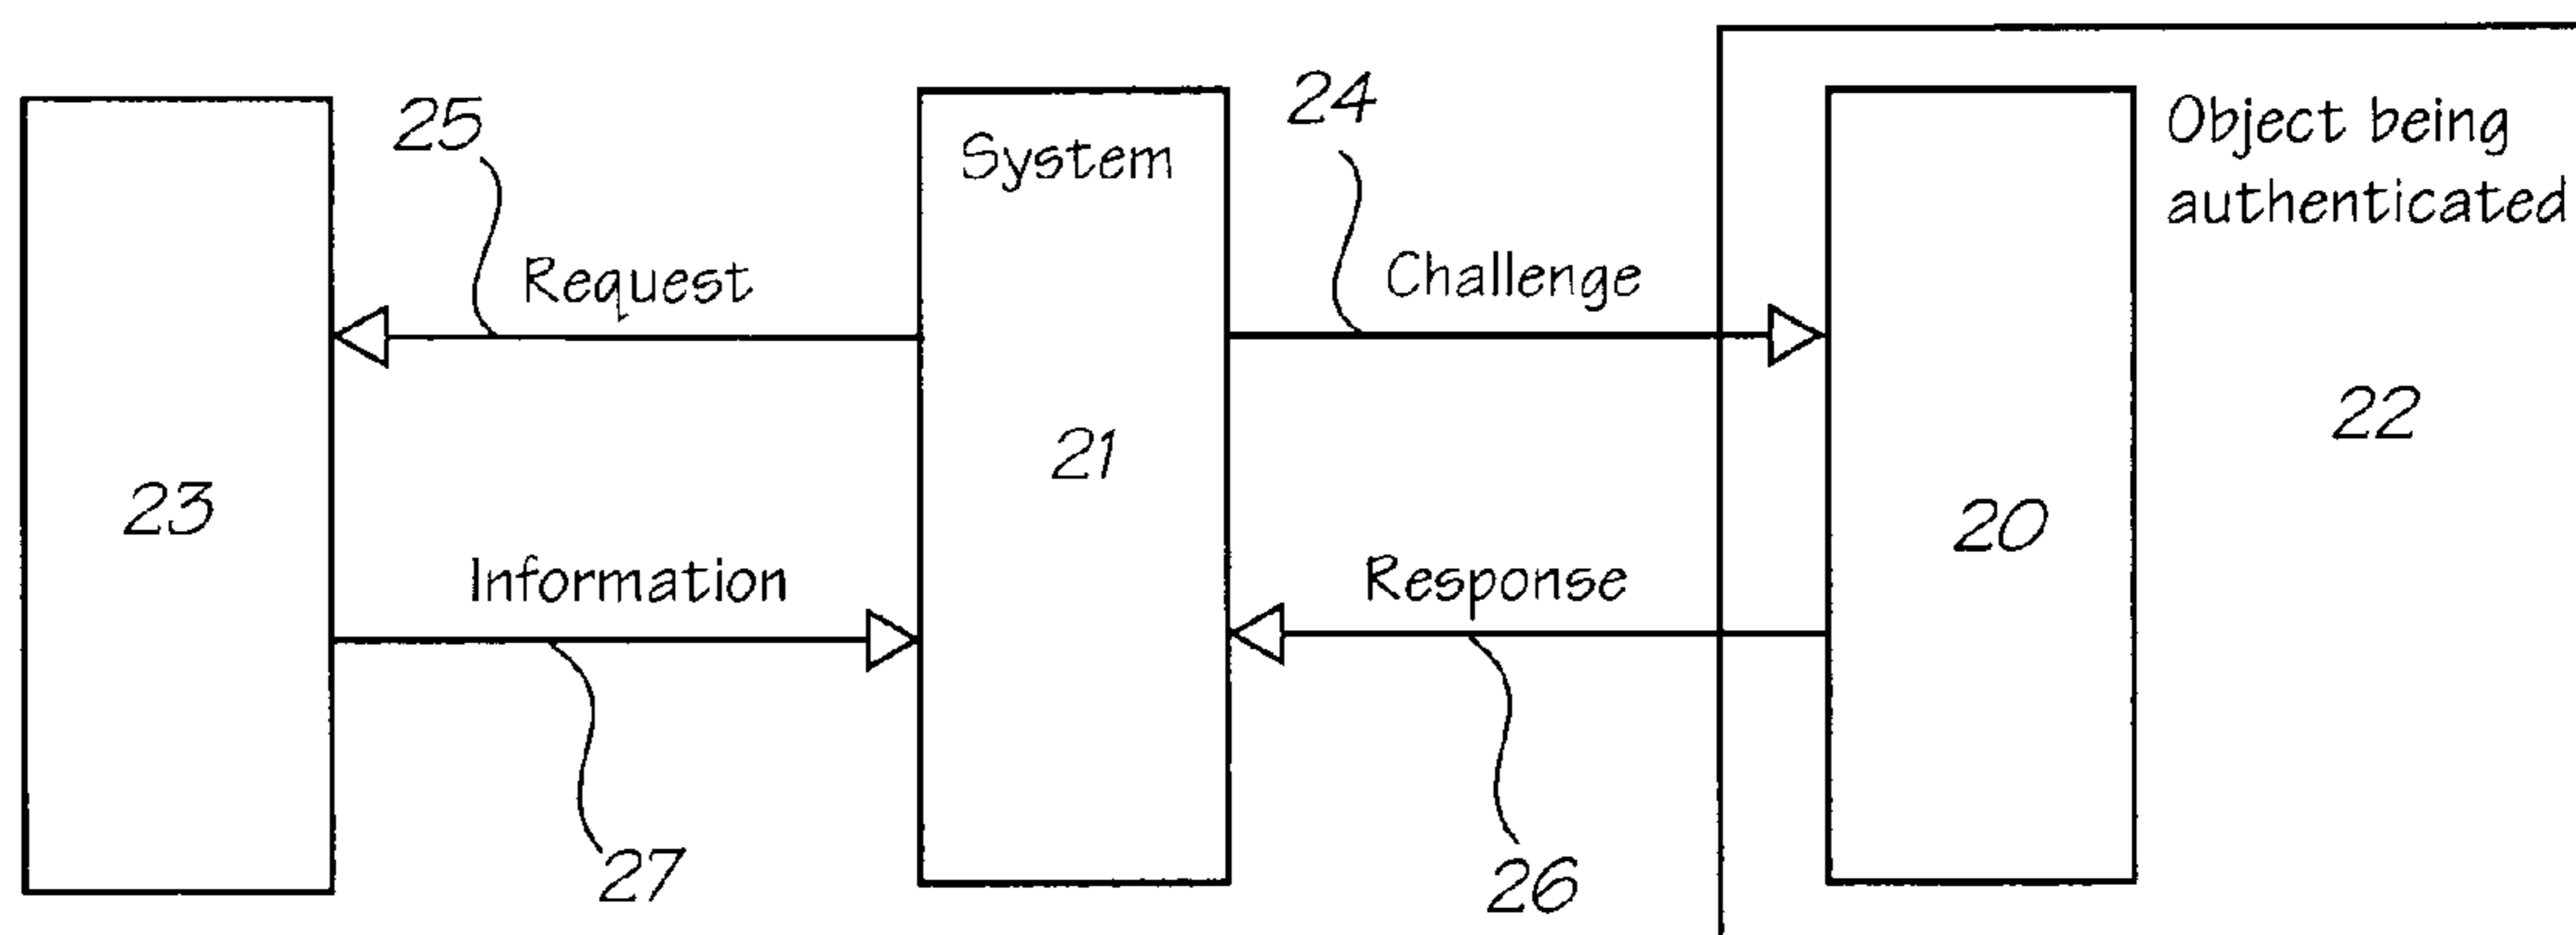 25
24
System
Object being
authenticated
Request
Challenge
22
21
23
20
Information
Response
27
26